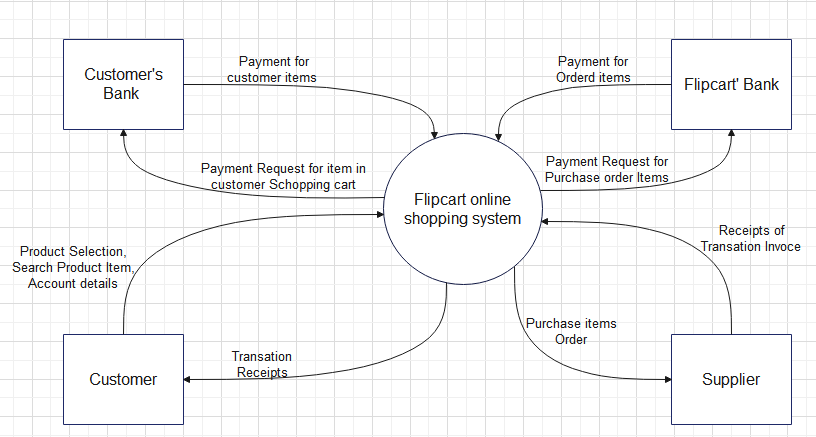 Payment for
customer items
Payment for
Orderd items
Customer's
Bank
Flipcart' Bank
Payment Request for item in
customer Schopping cart
Payment Request for
Purchase order Items
Flipcart online
shopping system
Product Selection,
Search Product Item,
Account details
Receipts of
Transation Invoce
Purchase items
Order
Transation
Receipts
Customer
Supplier